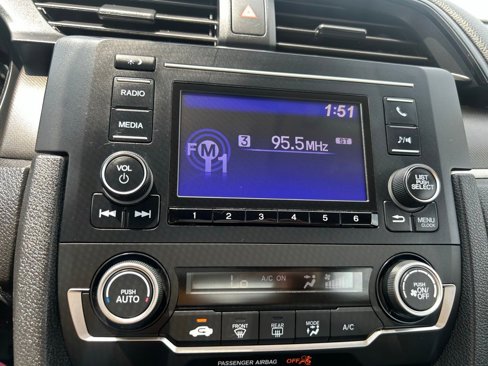 RADIO
MEDIA
1:51
FM1
3 95.5MHz ST
VOL
LIST
PUSH
SELECT
MENU
CLOCK
1 2 3 4 5 6
PUSH
AUTO
Lo A/C ON
PUSH
ON/
OFF
FRONT
REAR
MODE
A/C
PASSENGER AIRBAG OFF